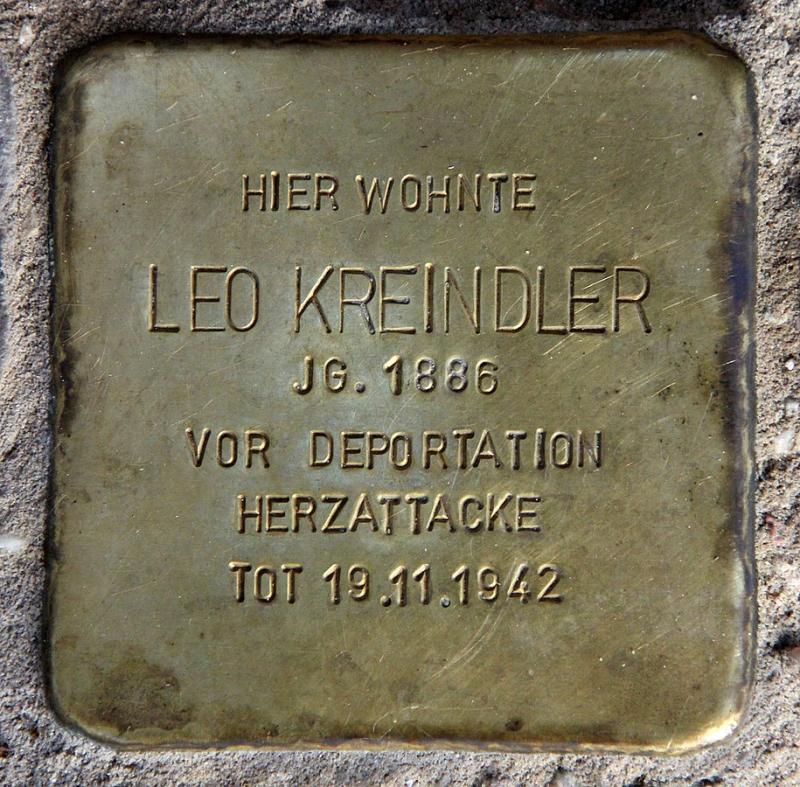 HIER WOHNTE
LEO KREINDLER
JG. 1886
VOR DEPORTATION
HERZATTACKE
TOT 19.11.1942